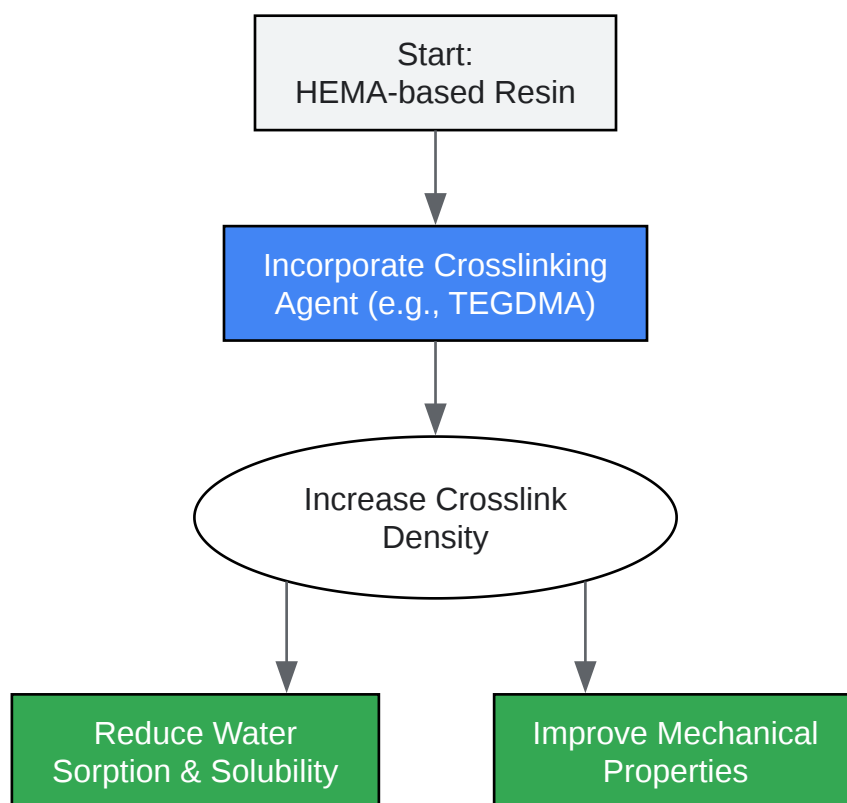 Start:
HEMA-based Resin
Incorporate Crosslinking
Agent (e.g., TEGDMA)
Increase Crosslink
Density
Reduce Water
Sorption & Solubility
Improve Mechanical
Properties